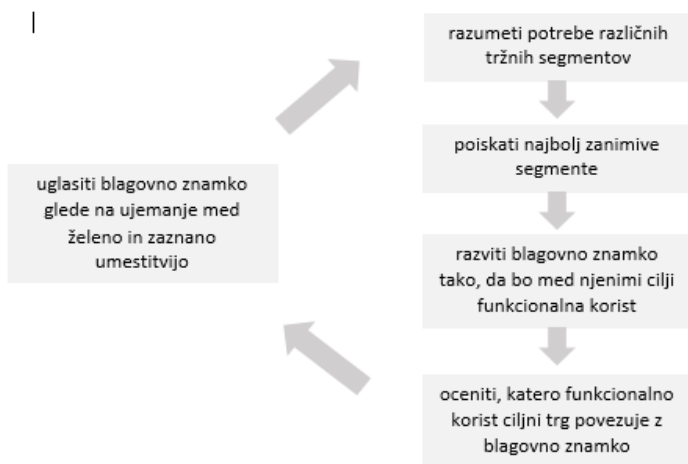 razumeti potrebe različnih
tržnih segmentov
poiskati najbolj zanimive
segmente
razviti blagovno znamko
tako, da bo med njenimi cilji
funkcionalna korist
oceniti, katero funkcionalno
korist ciljni trg povezuje z
blagovno znamko
uglasiti blagovno znamko
glede na ujemanje med
želeno in zaznano
umestitvijo